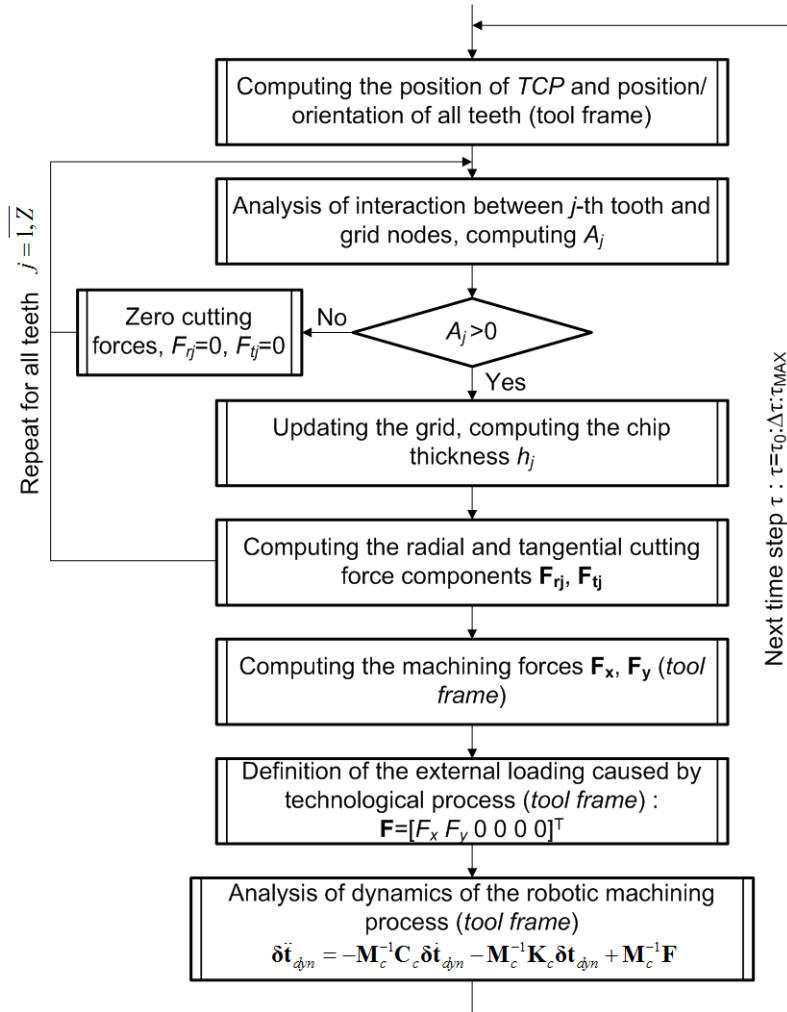 Computing the position of TCP and position/
orientation of all teeth (tool frame)
Analysis of interaction between j-th tooth and
grid nodes, computing Aj
Repeat for all teeth j = 1,Z
Zero cutting
forces, Frj=0, Ftj=0
No
Aj>0
Yes
Updating the grid, computing the chip
thickness hj
Computing the radial and tangential cutting
force components Frj, Ftj
Computing the machining forces Fx, Fy (tool
frame)
Definition of the external loading caused by
technological process (tool frame) :
F=[Fx Fy 0 0 0 0]ᵀ
Analysis of dynamics of the robotic machining
process (tool frame)
δẗdyn = −Mc⁻¹Ccδṫdyn − Mc⁻¹Kcδtdyn + Mc⁻¹F
Next time step τ : τ=τ₀:Δτ:τMAX